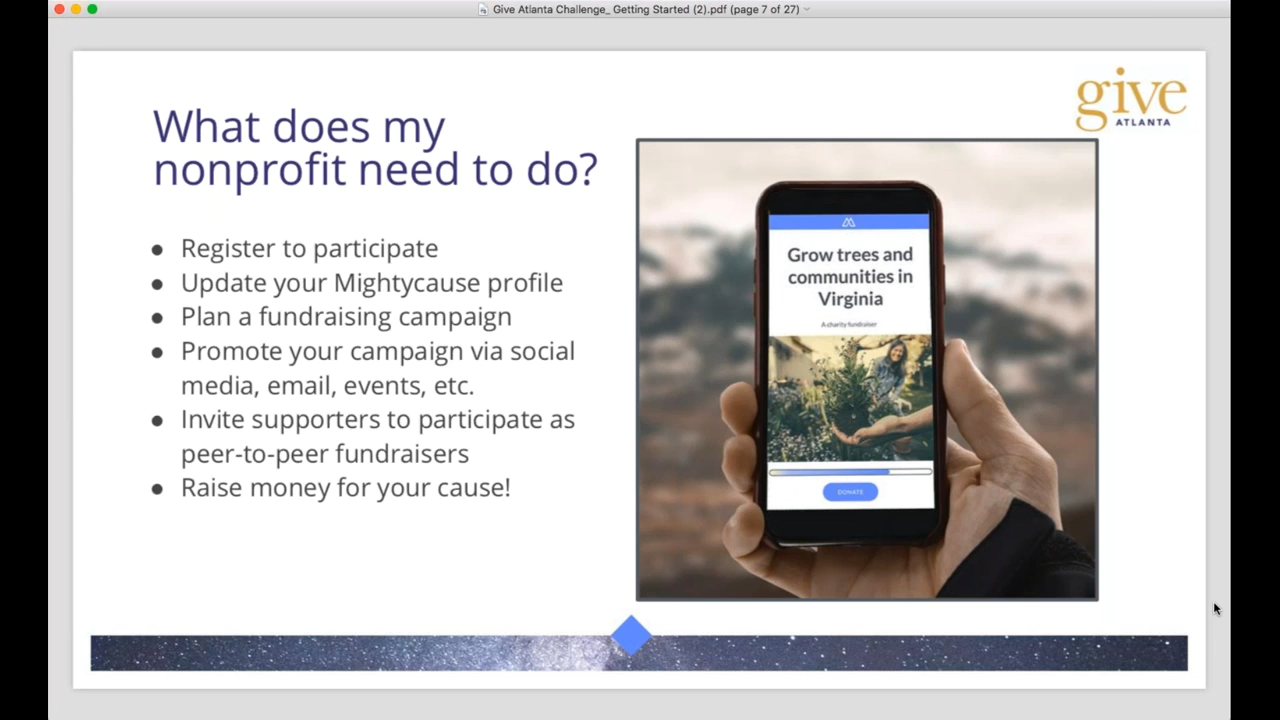 Give Atlanta Challenge_ Getting Started (2).pdf (page 7 of 27)
give
ATLANTA
What does my
nonprofit need to do?
● Register to participate
● Update your Mightycause profile
● Plan a fundraising campaign
● Promote your campaign via social
media, email, events, etc.
● Invite supporters to participate as
peer-to-peer fundraisers
● Raise money for your cause!
Grow trees and
communities in
Virginia
A charity fundraiser
DONATE